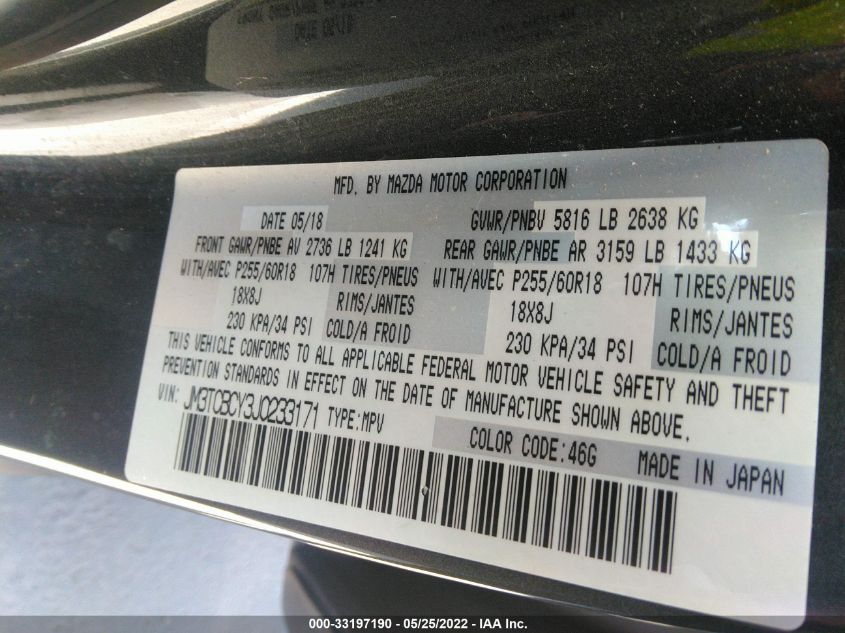 MFD. BY MAZDA MOTOR CORPORATION
DATE 05/18 GVWR/PNBV 5816 LB 2638 KG
FRONT GAWR/PNBE AV 2736 LB 1241 KG REAR GAWR/PNBE AR 3159 LB 1433 KG
WITH/AVEC P255/60R18 107H TIRES/PNEUS WITH/AVEC P255/60R18 107H TIRES/PNEUS
18X8J RIMS/JANTES 18X8J RIMS/JANTES
230 KPA/34 PSI COLD/A FROID 230 KPA/34 PSI COLD/A FROID
THIS VEHICLE CONFORMS TO ALL APPLICABLE FEDERAL MOTOR VEHICLE SAFETY AND THEFT
PREVENTION STANDARDS IN EFFECT ON THE DATE OF MANUFACTURE SHOWN ABOVE.
VIN: JM3TCBCY3J0233171 TYPE:MPV
COLOR CODE:46G MADE IN JAPAN
000-33197190 - 05/25/2022 - IAA Inc.